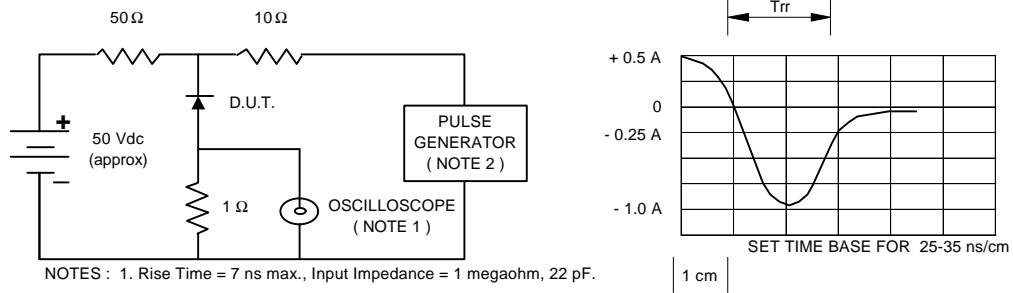 50 Ω
10 Ω
D.U.T.
+
50 Vdc
(approx)
−
1 Ω
OSCILLOSCOPE
( NOTE 1 )
PULSE
GENERATOR
( NOTE 2 )
Trr
+ 0.5 A
0
- 0.25 A
- 1.0 A
SET TIME BASE FOR 25-35 ns/cm
1 cm
NOTES : 1. Rise Time = 7 ns max., Input Impedance = 1 megaohm, 22 pF.